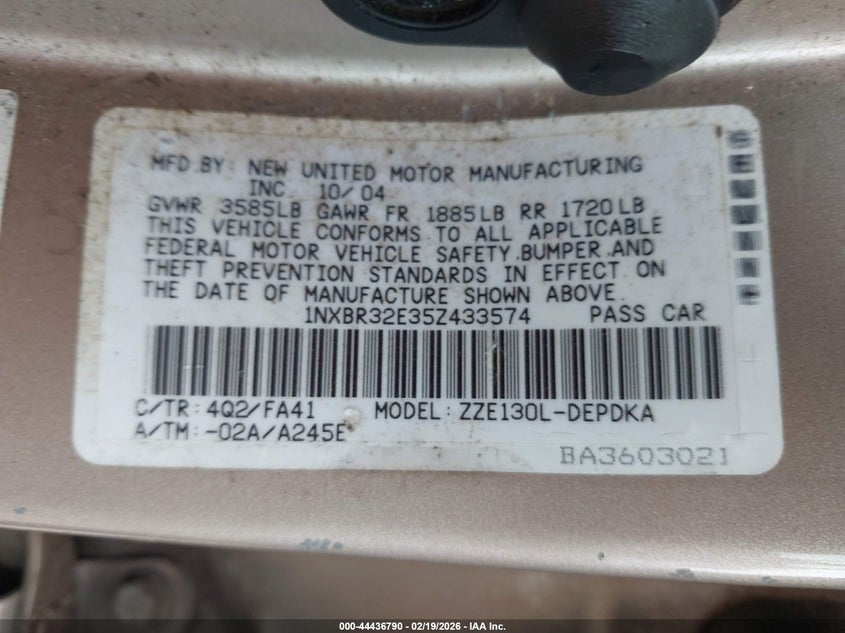 MFD.BY: NEW UNITED MOTOR MANUFACTURING
INC. 10/04
GVWR 3585LB GAWR FR 1885LB RR 1720LB
THIS VEHICLE CONFORMS TO ALL APPLICABLE
FEDERAL MOTOR VEHICLE SAFETY.BUMPER.AND
THEFT PREVENTION STANDARDS IN EFFECT ON
THE DATE OF MANUFACTURE SHOWN ABOVE.
1NXBR32E35Z433574 PASS CAR
C/TR:4Q2/FA41 MODEL:ZZE130L-DEPDKA
A/TM:-02A/A245E
BA3603021
000-44436790 - 02/19/2026 - IAA Inc.